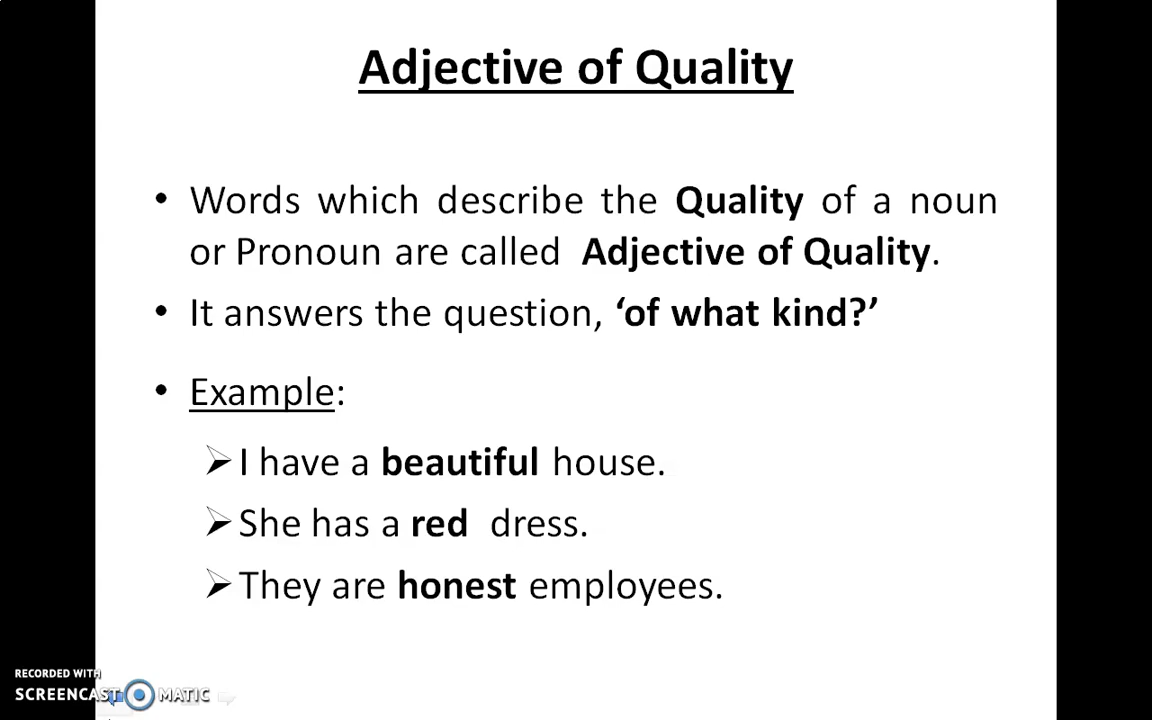 Adjective of Quality
• Words which describe the Quality of a noun
or Pronoun are called Adjective of Quality.
• It answers the question, ‘of what kind?’
• Example:
➢I have a beautiful house.
➢She has a red dress.
➢They are honest employees.
RECORDED WITH
SCREENCAST MATIC